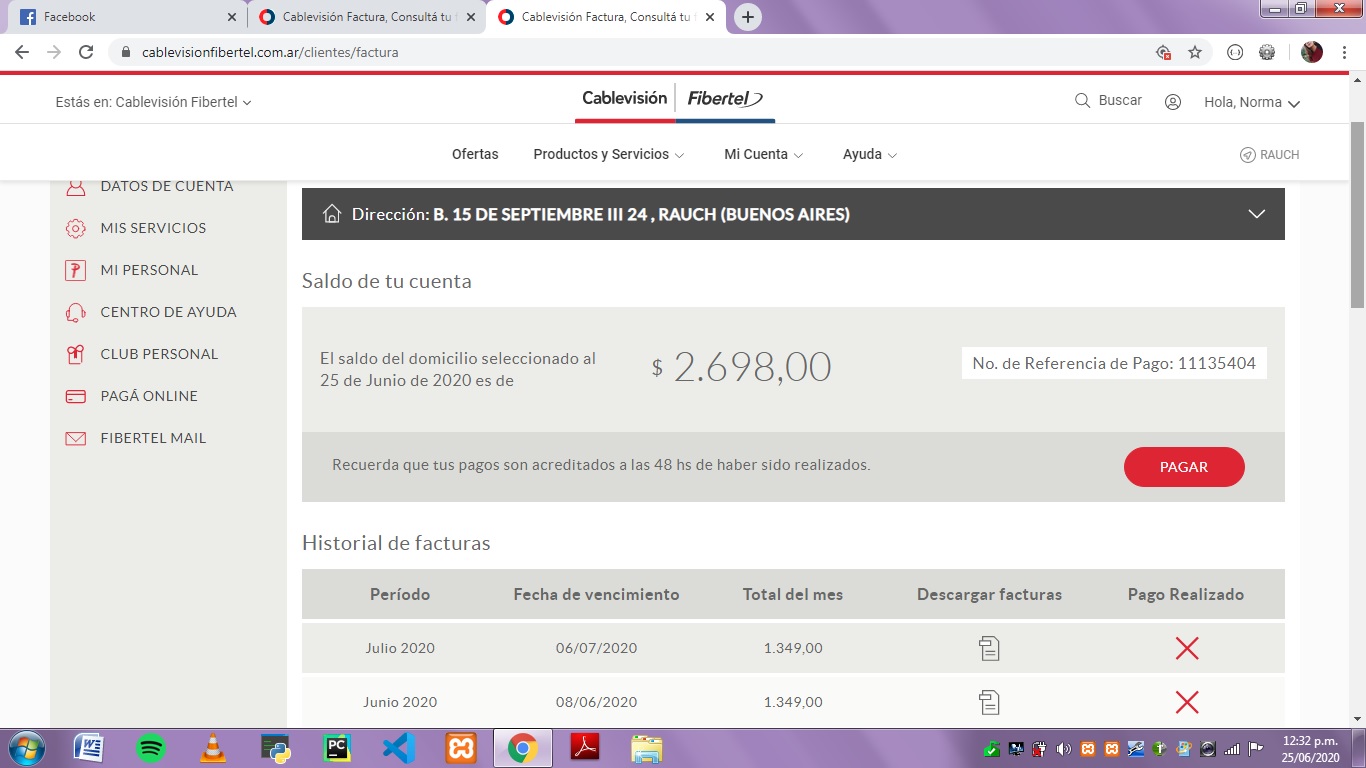 Facebook
Cablevisión Factura, Consultá tu
Cablevisión Factura, Consultá tu
cablevisionfibertel.com.ar/clientes/factura
Estás en: Cablevisión Fibertel
Cablevisión
Fibertel
Buscar
Hola, Norma
Ofertas
Productos y Servicios
Mi Cuenta
Ayuda
RAUCH
DATOS DE CUENTA
MIS SERVICIOS
MI PERSONAL
CENTRO DE AYUDA
CLUB PERSONAL
PAGÁ ONLINE
FIBERTEL MAIL
Dirección: B. 15 DE SEPTIEMBRE III 24 , RAUCH (BUENOS AIRES)
Saldo de tu cuenta
El saldo del domicilio seleccionado al
25 de Junio de 2020 es de
$ 2.698,00
No. de Referencia de Pago: 11135404
Recuerda que tus pagos son acreditados a las 48 hs de haber sido realizados.
PAGAR
Historial de facturas
Período Fecha de vencimiento Total del mes Descargar facturas Pago Realizado
Julio 2020 06/07/2020 1.349,00
Junio 2020 08/06/2020 1.349,00
12:32 p.m.
25/06/2020